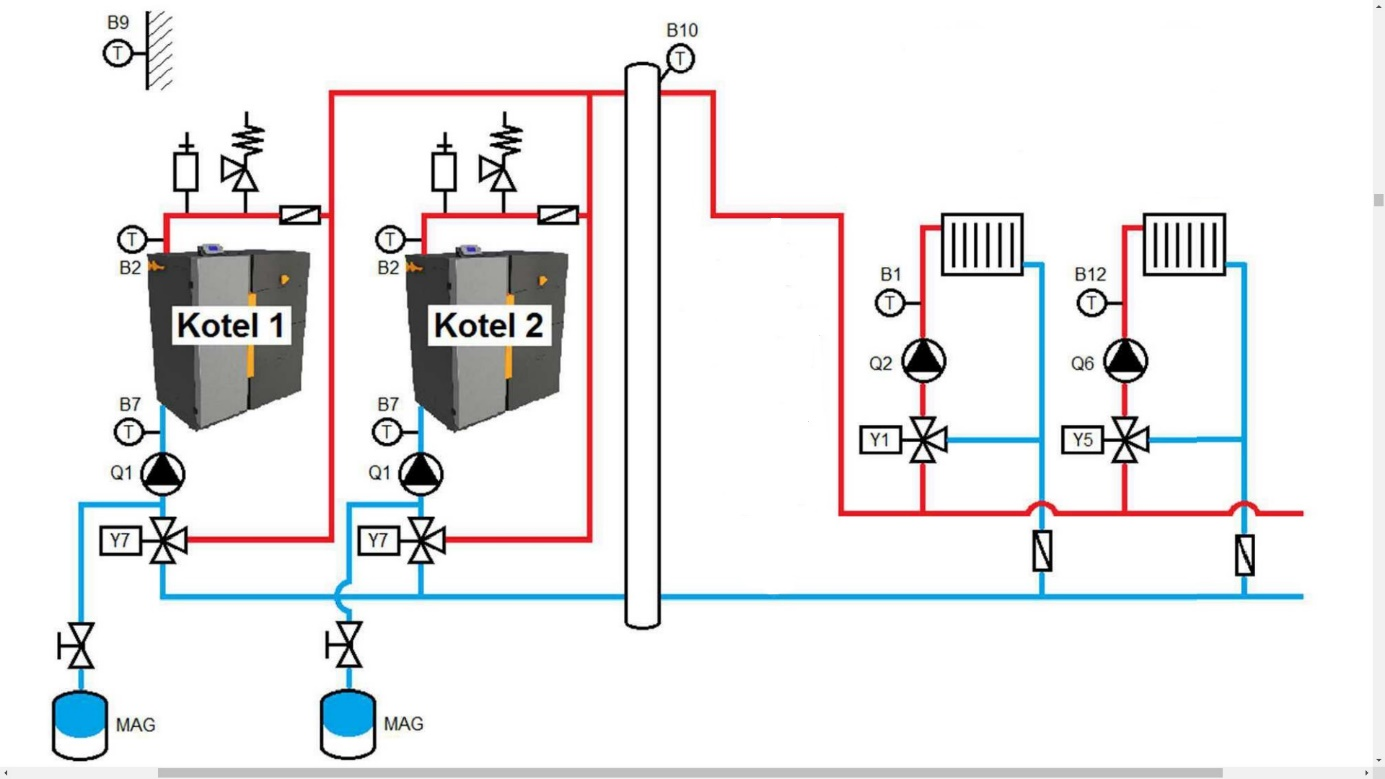 B9
T
B10
T
T
B2
T
B2
Kotel 1
Kotel 2
B1
T
B12
T
Q2
Q6
B7
T
B7
T
Y1
Y5
Q1
Q1
Y7
Y7
MAG
MAG